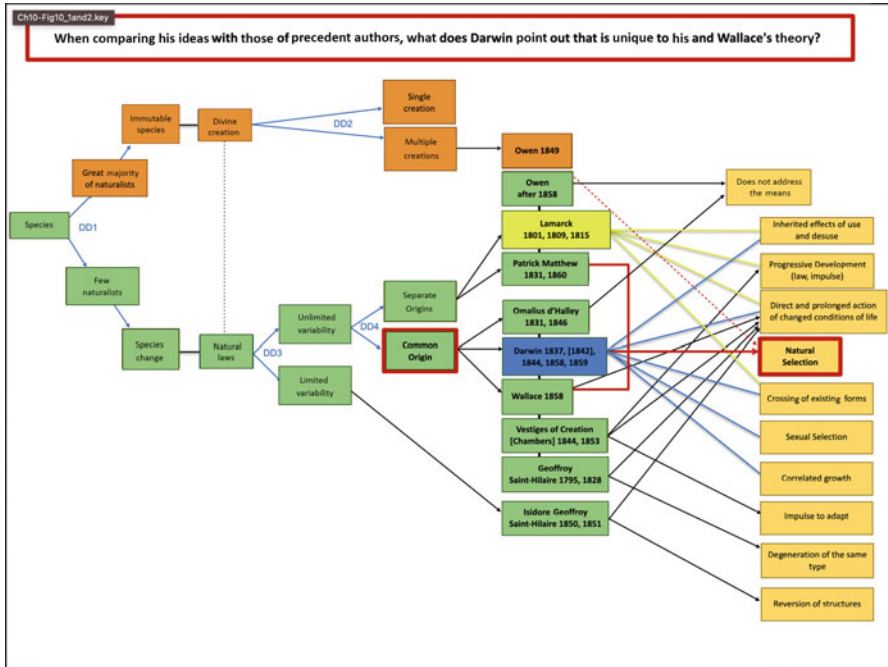 Ch10-Fig10_1and2.key
When comparing his ideas with those of precedent authors, what does Darwin point out that is unique to his and Wallace's theory?
Single
creation
Immutable
species
Divine
creation
DD2
Multiple
creations
Owen 1849
Great majority
of naturalists
Owen
after 1858
Does not address
the means
Species
DD1
Lamarck
1801, 1809, 1815
Inherited effects of use
and desuse
Few
naturalists
Patrick Matthew
1831, 1860
Progressive Development
(law, impulse)
Separate
Origins
Unlimited
variability
DD4
Omalius d'Halley
1831, 1846
Direct and prolonged action
of changed conditions of life
Species
change
Natural
laws
DD3
Common
Origin
Darwin 1837, [1842],
1844, 1858, 1859
Natural
Selection
Limited
variability
Wallace 1858
Crossing of existing forms
Vestiges of Creation
[Chambers] 1844, 1853
Sexual Selection
Geoffroy
Saint-Hilaire 1795, 1828
Correlated growth
Isidore Geoffroy
Saint-Hilaire 1850, 1851
Impulse to adapt
Degeneration of the same
type
Reversion of structures